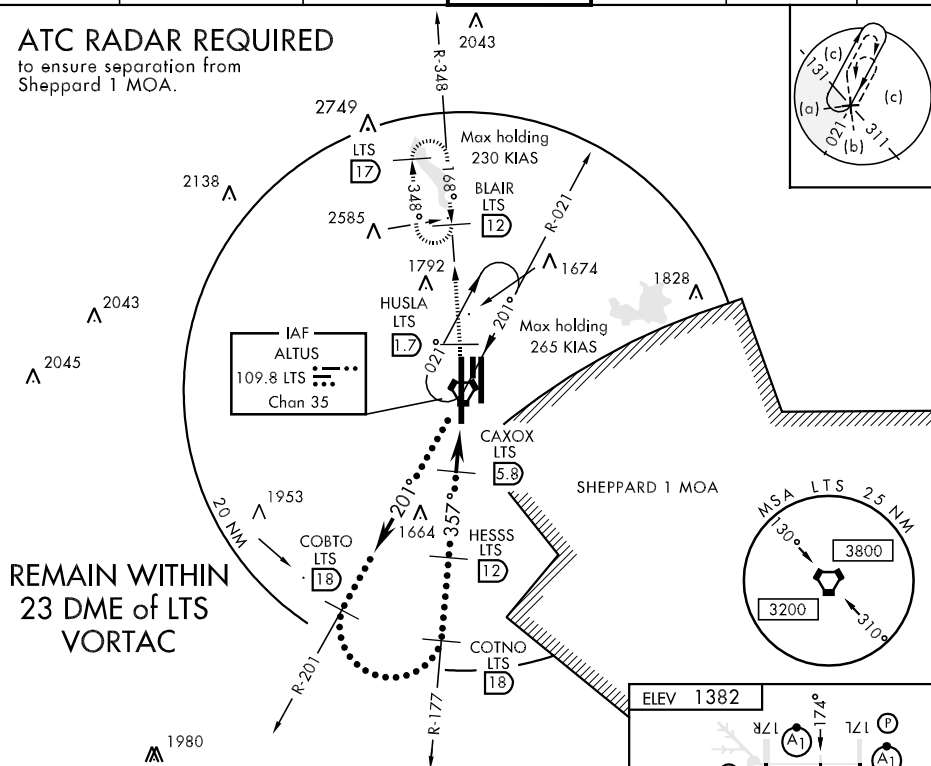 ATC RADAR REQUIRED
to ensure separation from
Sheppard 1 MOA.
R-348
2043
2749
LTS
17
Max holding
230 KIAS
168°
348°
2138
2585
BLAIR
LTS
12
R-021
1792
1674
1828
HUSLA
LTS
1.7
021°
201°
Max holding
265 KIAS
2043
2045
IAF
ALTUS
109.8 LTS
Chan 35
CAXOX
LTS
5.8
SHEPPARD 1 MOA
201°
357°
1953
1664
20 NM
COBTO
LTS
18
HESSS
LTS
12
REMAIN WITHIN
23 DME of LTS
VORTAC
COTNO
LTS
18
R-201
R-177
1980
131
(c)
(a)
(c)
021
(b)
311
MSA LTS 25 NM
130°
3800
3200
310°
ELEV 1382
17R
174°
17L
P
A1
A1